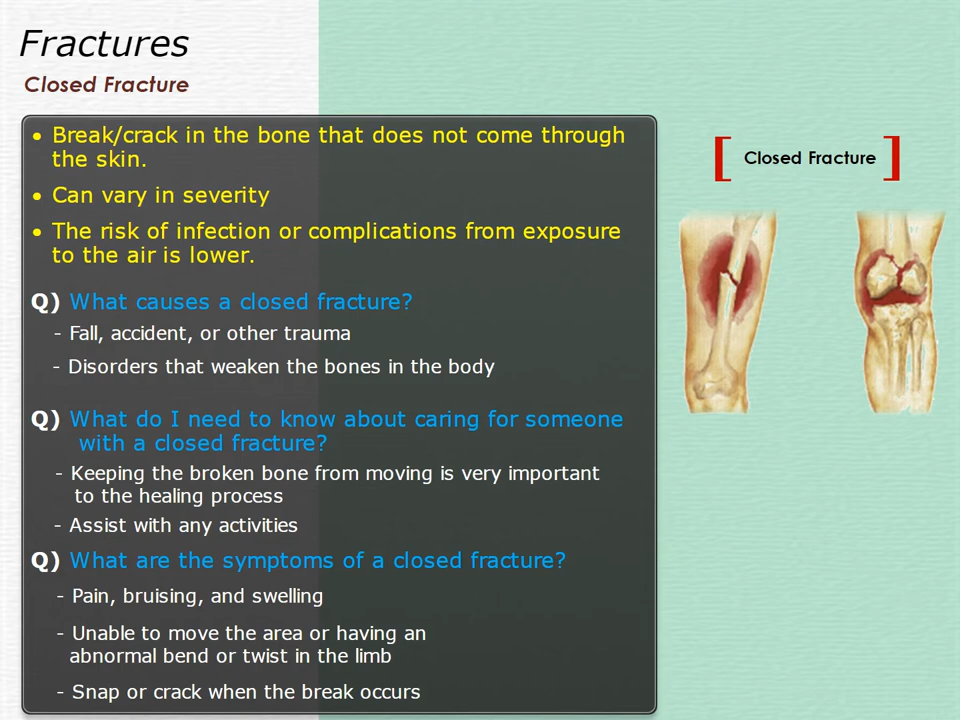 Fractures
Closed Fracture
• Break/crack in the bone that does not come through
the skin.
• Can vary in severity
• The risk of infection or complications from exposure
to the air is lower.
Q) What causes a closed fracture?
- Fall, accident, or other trauma
- Disorders that weaken the bones in the body
Q) What do I need to know about caring for someone
with a closed fracture?
- Keeping the broken bone from moving is very important
to the healing process
- Assist with any activities
Q) What are the symptoms of a closed fracture?
- Pain, bruising, and swelling
- Unable to move the area or having an
abnormal bend or twist in the limb
- Snap or crack when the break occurs
[ Closed Fracture ]